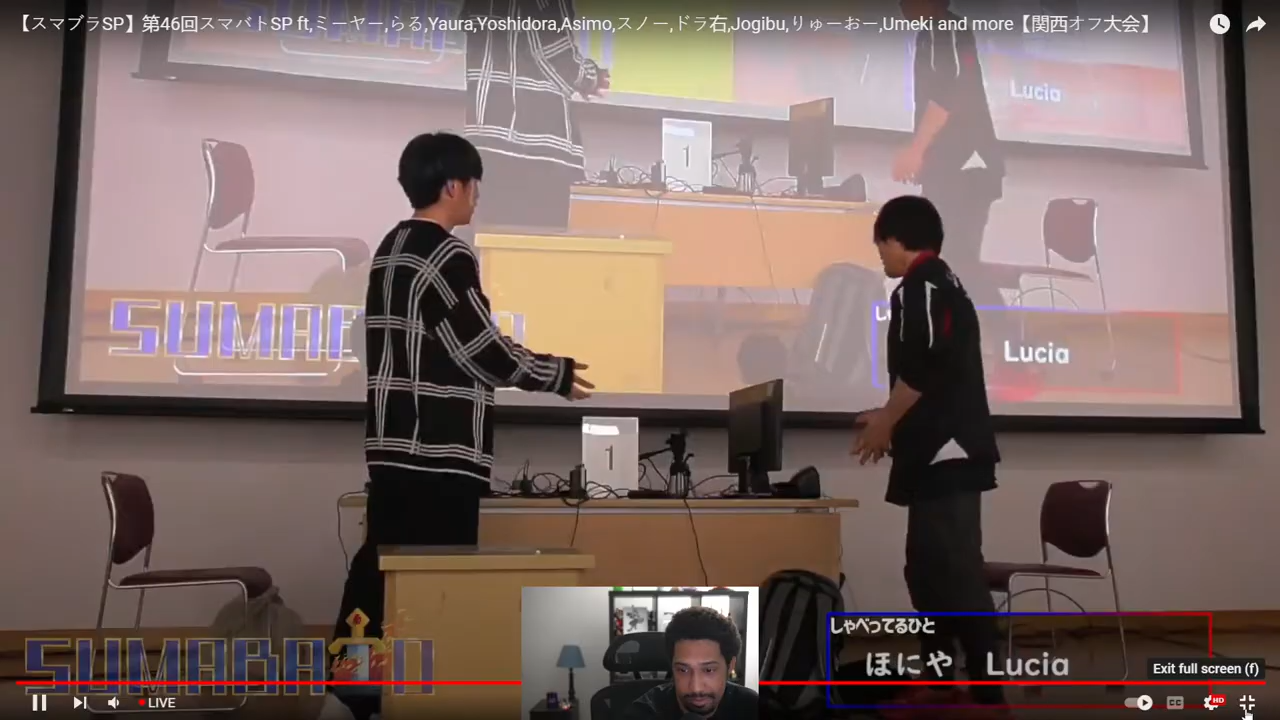 【スマブラSP】第46回スマバトSP ft,ミーヤー,らる,Yaura,Yoshidora,Asimo,スノー,ドラ右,Jogibu,りゅーおー,Umeki and more【関西オフ大会】
Lucia
1
Lucia
1
しゃべってるひと
ほにや Lucia
Exit full screen (f)
LIVE
HD